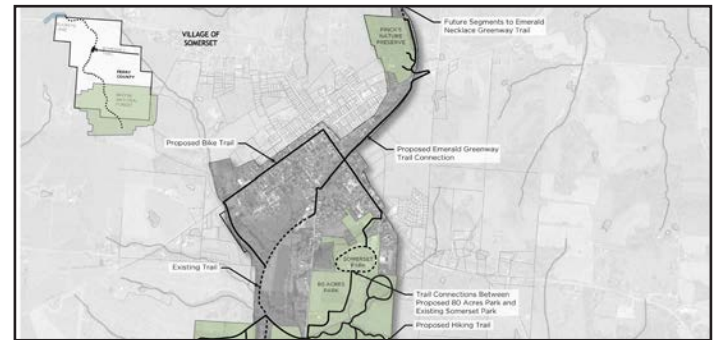 VILLAGE OF
SOMERSET
PERRY
COUNTY
Future Segments to Emerald
Necklace Greenway Trail
NATURE
PRESERVE
Proposed Bike Trail
Proposed Emerald Greenway
Trail Connection
Existing Trail
SOMERSET
PARK
80 ACRES
PARK
Trail Connections Between
Proposed 80 Acres Park and
Existing Somerset Park
Proposed Hiking Trail